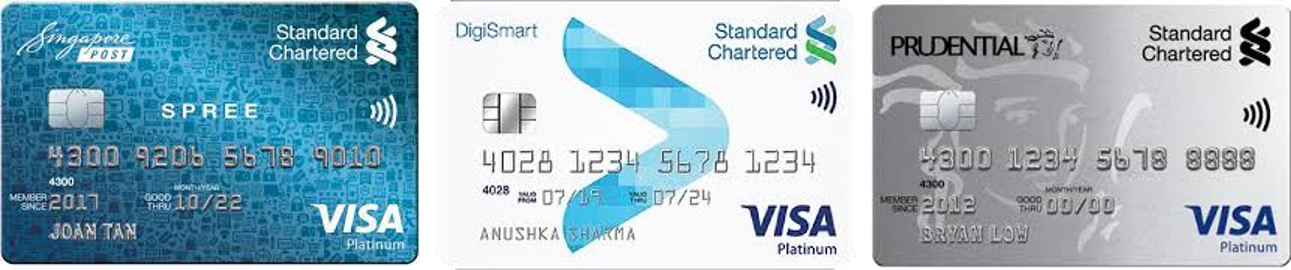 Singapore
POST
Standard
Chartered
SPREE
4300 9206 5678 9010
4300
MEMBER
SINCE 2017
MONTH/YEAR
GOOD
THRU 10/22
JOAN TAN
VISA
Platinum
DigiSmart
Standard
Chartered
4028 1234 5678 1234
4028 VALID
FROM 07/19 VALID
THRU 07/24
ANUSHKA SHARMA
VISA
Platinum
PRUDENTIAL
Standard
Chartered
4300 1234 5678 8888
4300
MEMBER
SINCE 2012
MONTH/YEAR
GOOD
THRU 00/00
BRYAN LOW
VISA
Platinum